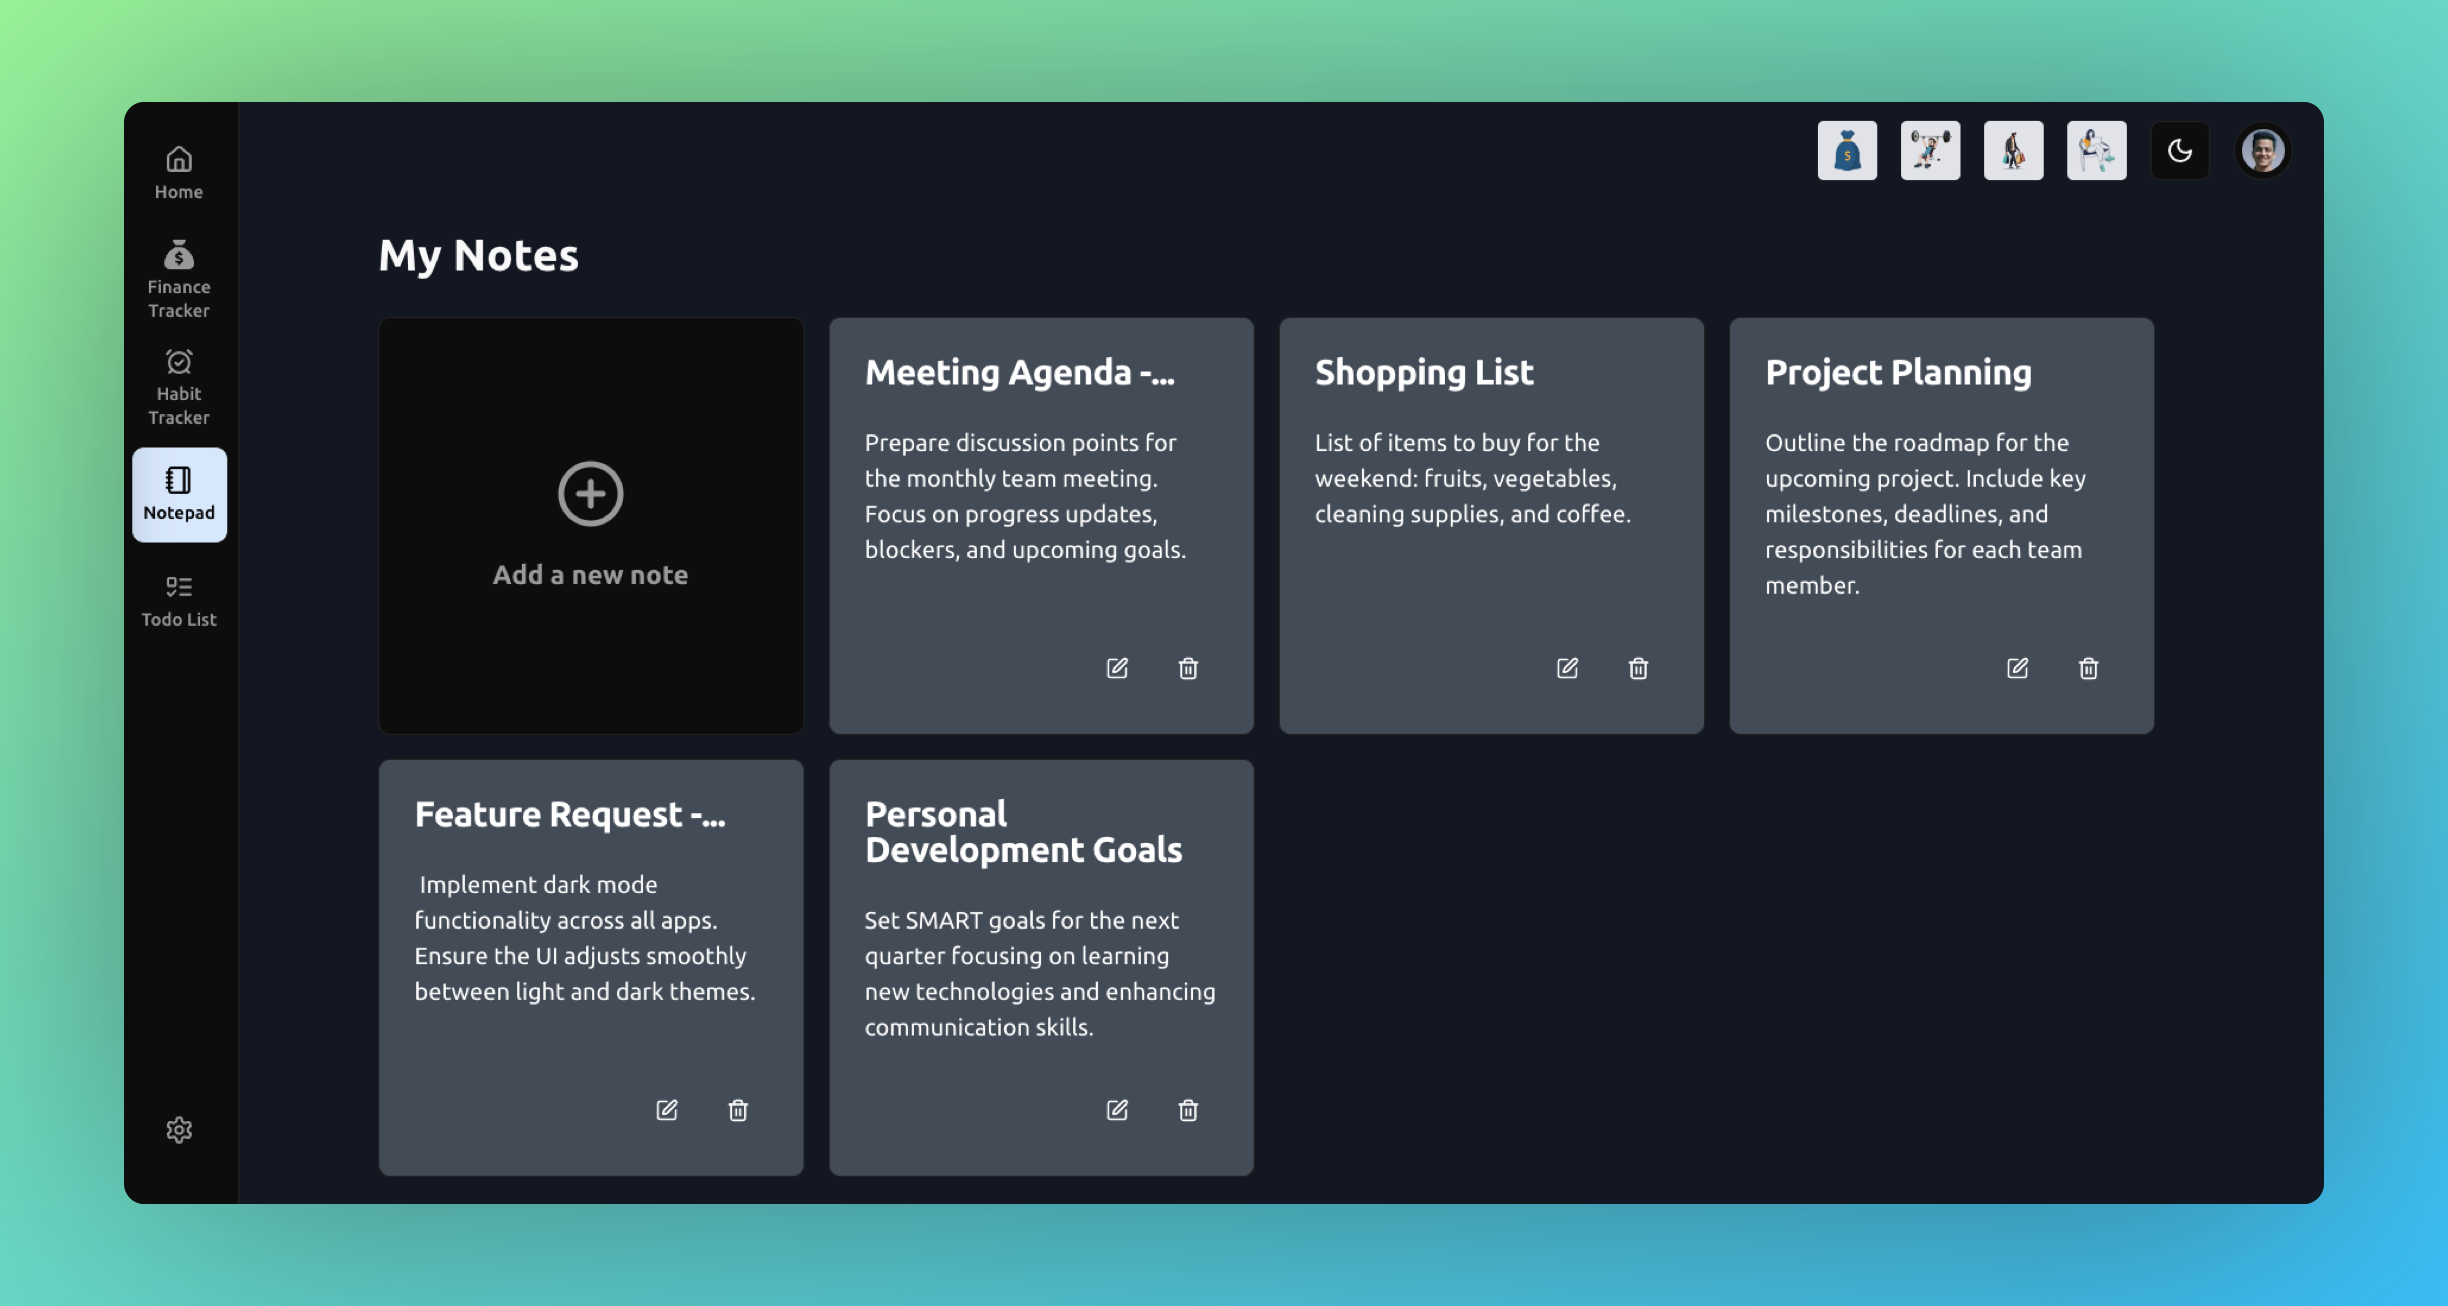 Home
Finance
Tracker
Habit
Tracker
Notepad
Todo List
My Notes
Add a new note
Meeting Agenda -...
Prepare discussion points for
the monthly team meeting.
Focus on progress updates,
blockers, and upcoming goals.
Shopping List
List of items to buy for the
weekend: fruits, vegetables,
cleaning supplies, and coffee.
Project Planning
Outline the roadmap for the
upcoming project. Include key
milestones, deadlines, and
responsibilities for each team
member.
Feature Request -...
Implement dark mode
functionality across all apps.
Ensure the UI adjusts smoothly
between light and dark themes.
Personal
Development Goals
Set SMART goals for the next
quarter focusing on learning
new technologies and enhancing
communication skills.